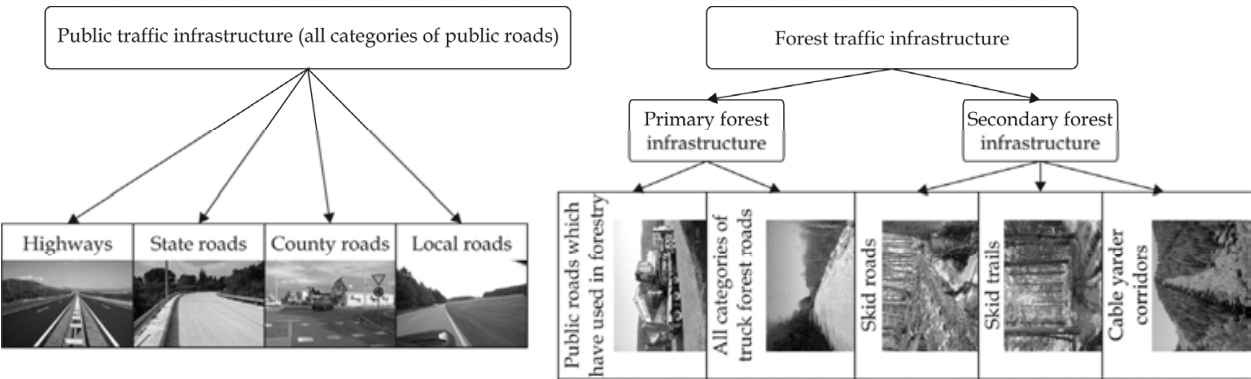 Public traffic infrastructure (all categories of public roads)
Highways
State roads
County roads
Local roads
Forest traffic infrastructure
Primary forest
infrastructure
Secondary forest
infrastructure
Public roads which
have used in forestry
All categories of
truck forest roads
Skid roads
Skid trails
Cable yarder
corridors